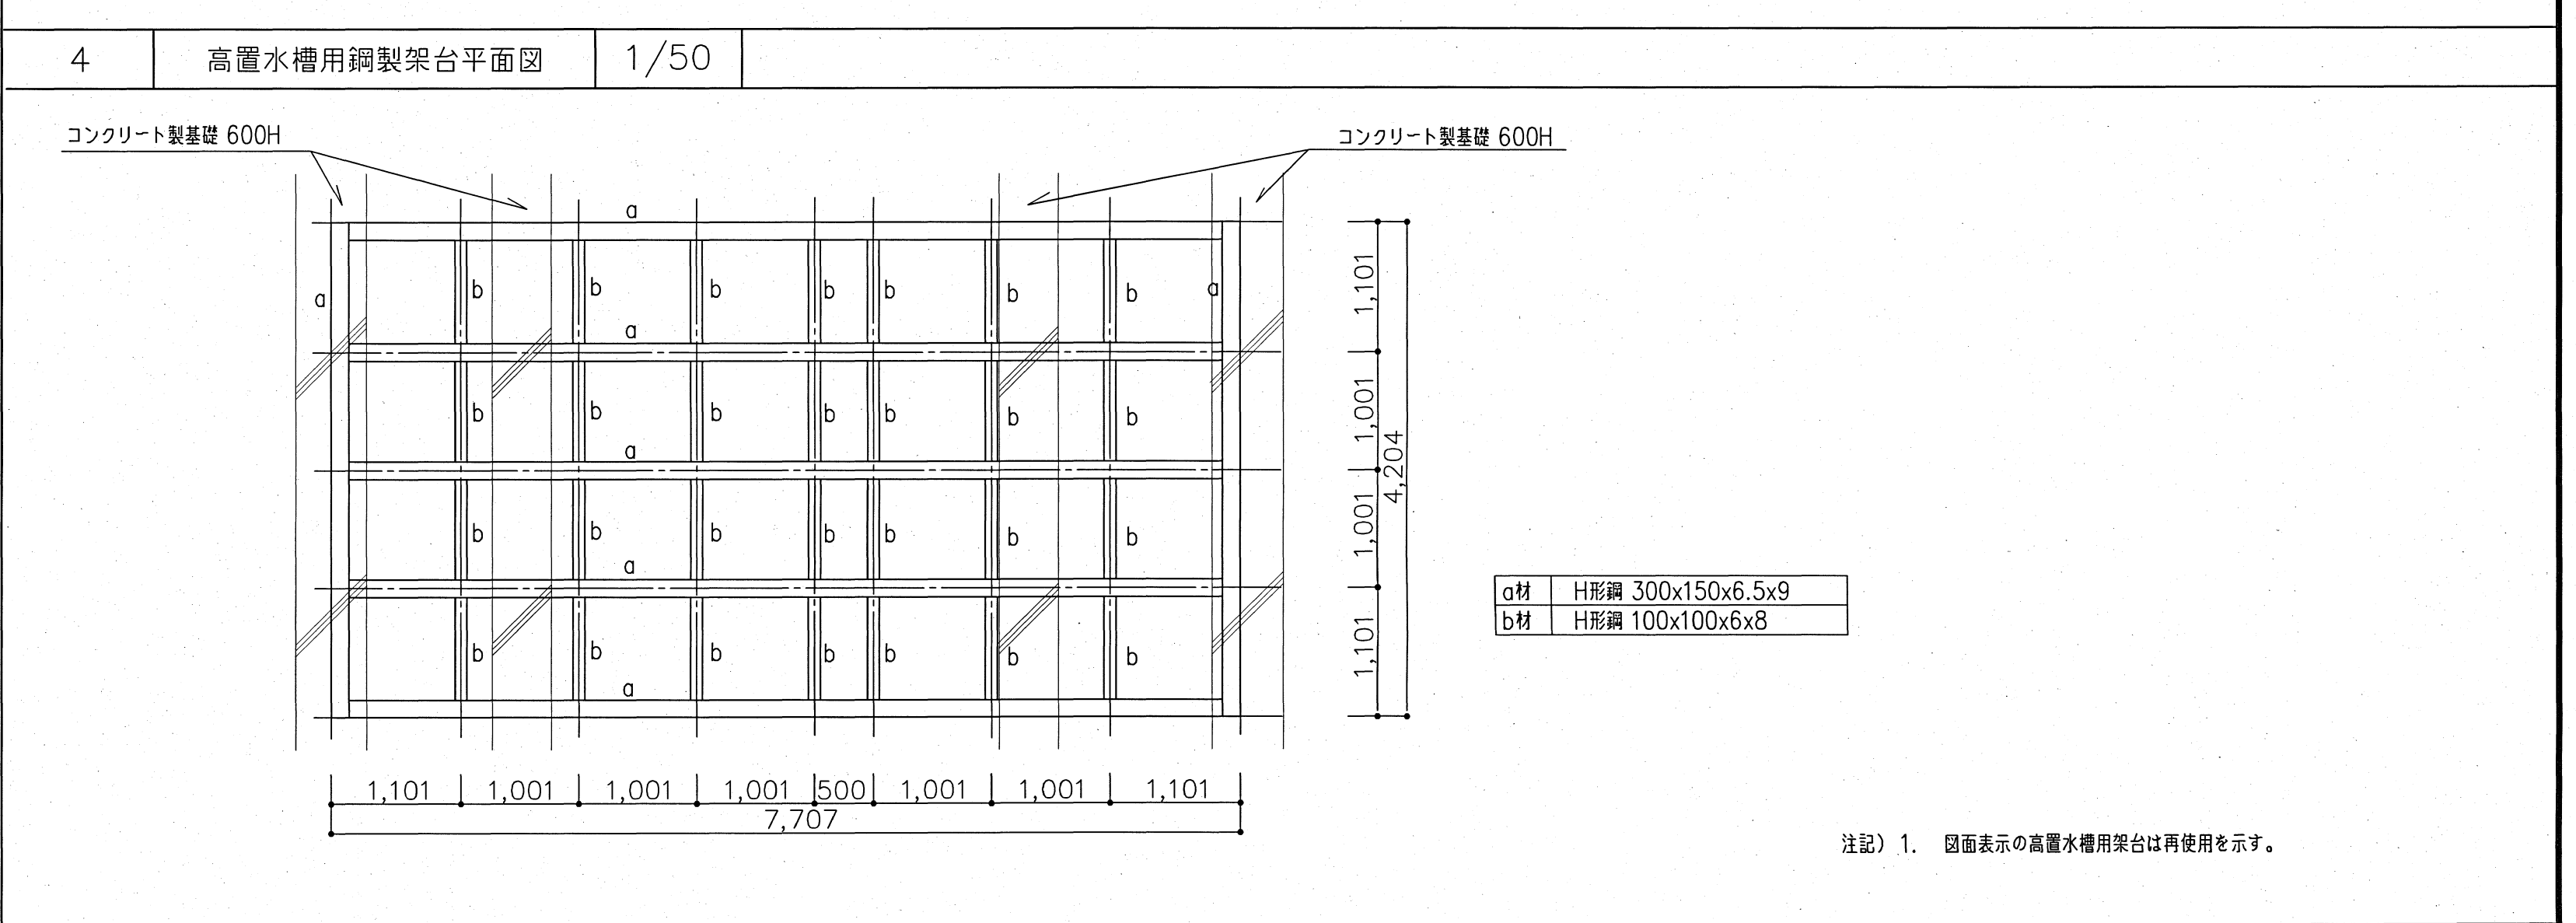 4 高置水槽用鋼製架台平面図 1/50
コンクリート製基礎 600H コンクリート製基礎 600H
a
a b b b b b b b a
a
b b b b b b b
a
b b b b b b b
a
b b b b b b b
a
1,101
1,001
1,001
1,101
4,204
a材 H形鋼 300x150x6.5x9
b材 H形鋼 100x100x6x8
1,101 1,001 1,001 1,001 500 1,001 1,001 1,101
7,707
注記) 1. 図面表示の高置水槽用架台は再使用を示す。